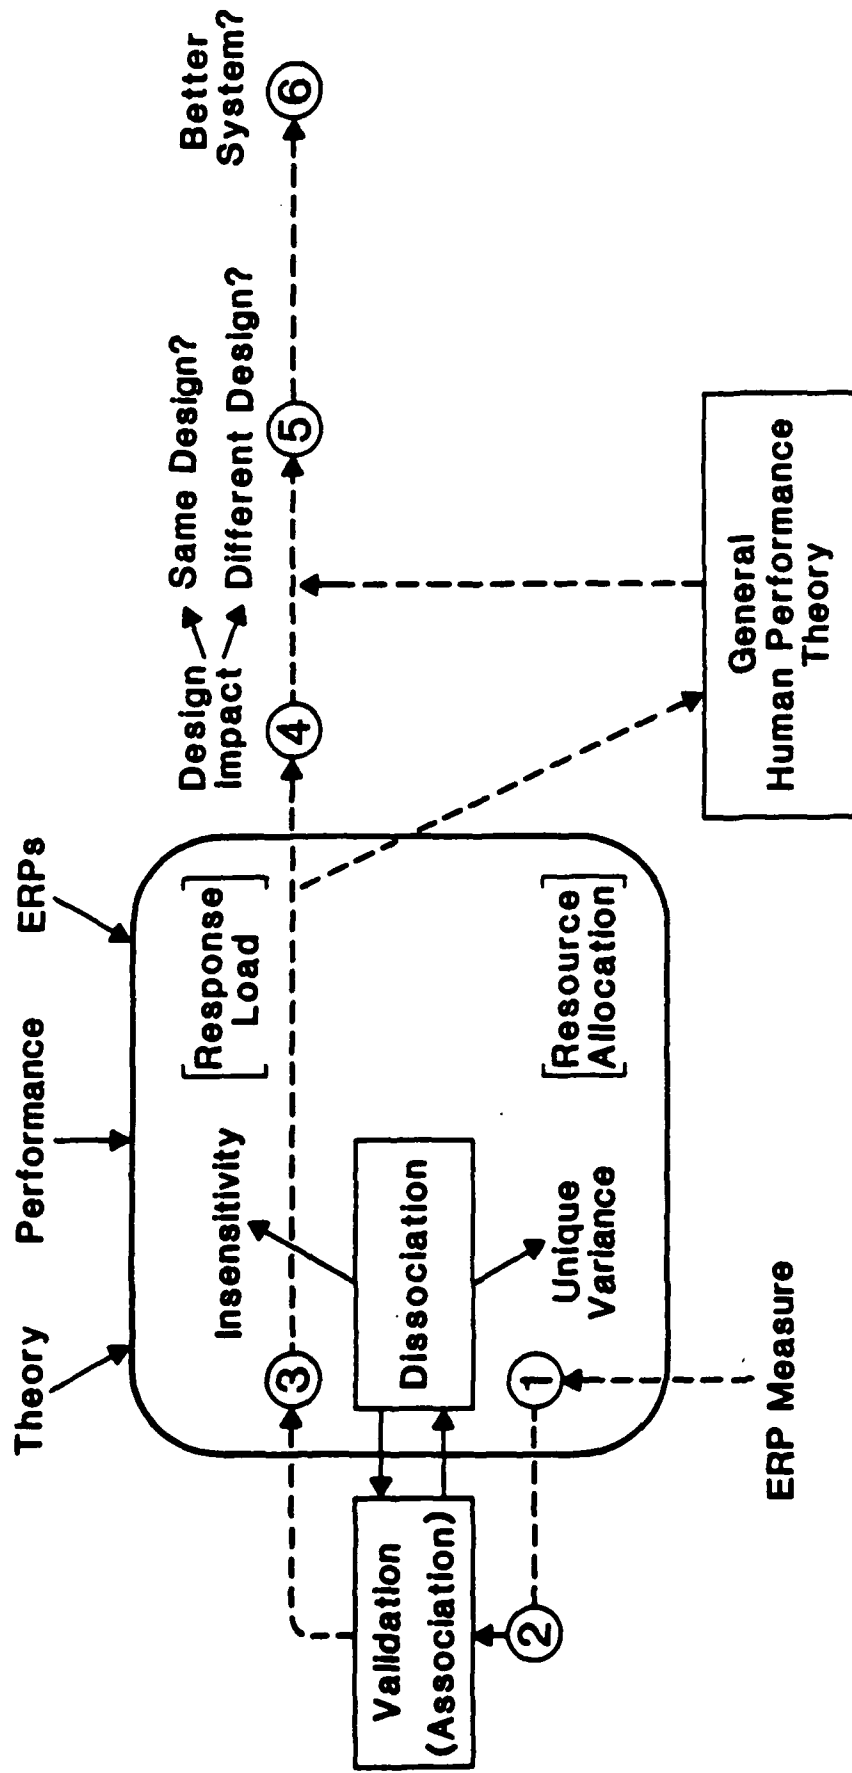 Theory
Performance
ERPs
Validation
(Association)
Dissociation
Insensitivity
Unique
Variance
[Response
Load]
[Resource
Allocation]
1
2
3
4
5
6
ERP Measure
Design
Impact
Same Design?
Different Design?
Better
System?
General
Human Performance
Theory